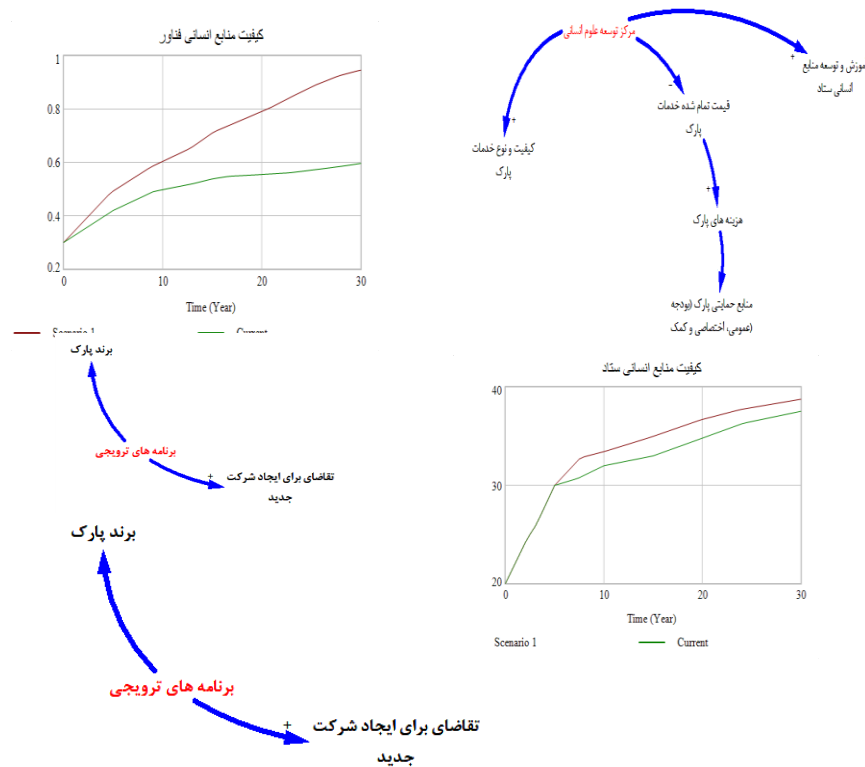 کیفیت منابع انسانی فناور
1
0.8
0.6
0.4
0.2
0
10
20
30
Time (Year)
Scenario 1
Current
مرکز توسعه علوم انسانی
+
موزش و توسعه منابع
انسانی ستاد
-
قیمت تمام شده خدمات
پارک
+
کیفیت و نوع خدمات
پارک
+
هزینه های پارک
منابع حمایتی پارک (بودجه
عمومی، اختصاصی و کمک)
برند پارک
برنامه های ترویجی
+
تقاضای برای ایجاد شرکت
جدید
کیفیت منابع انسانی ستاد
40
30
20
0
10
20
30
Time (Year)
Scenario 1
Current
برند پارک
برنامه های ترویجی
+
تقاضای برای ایجاد شرکت
جدید